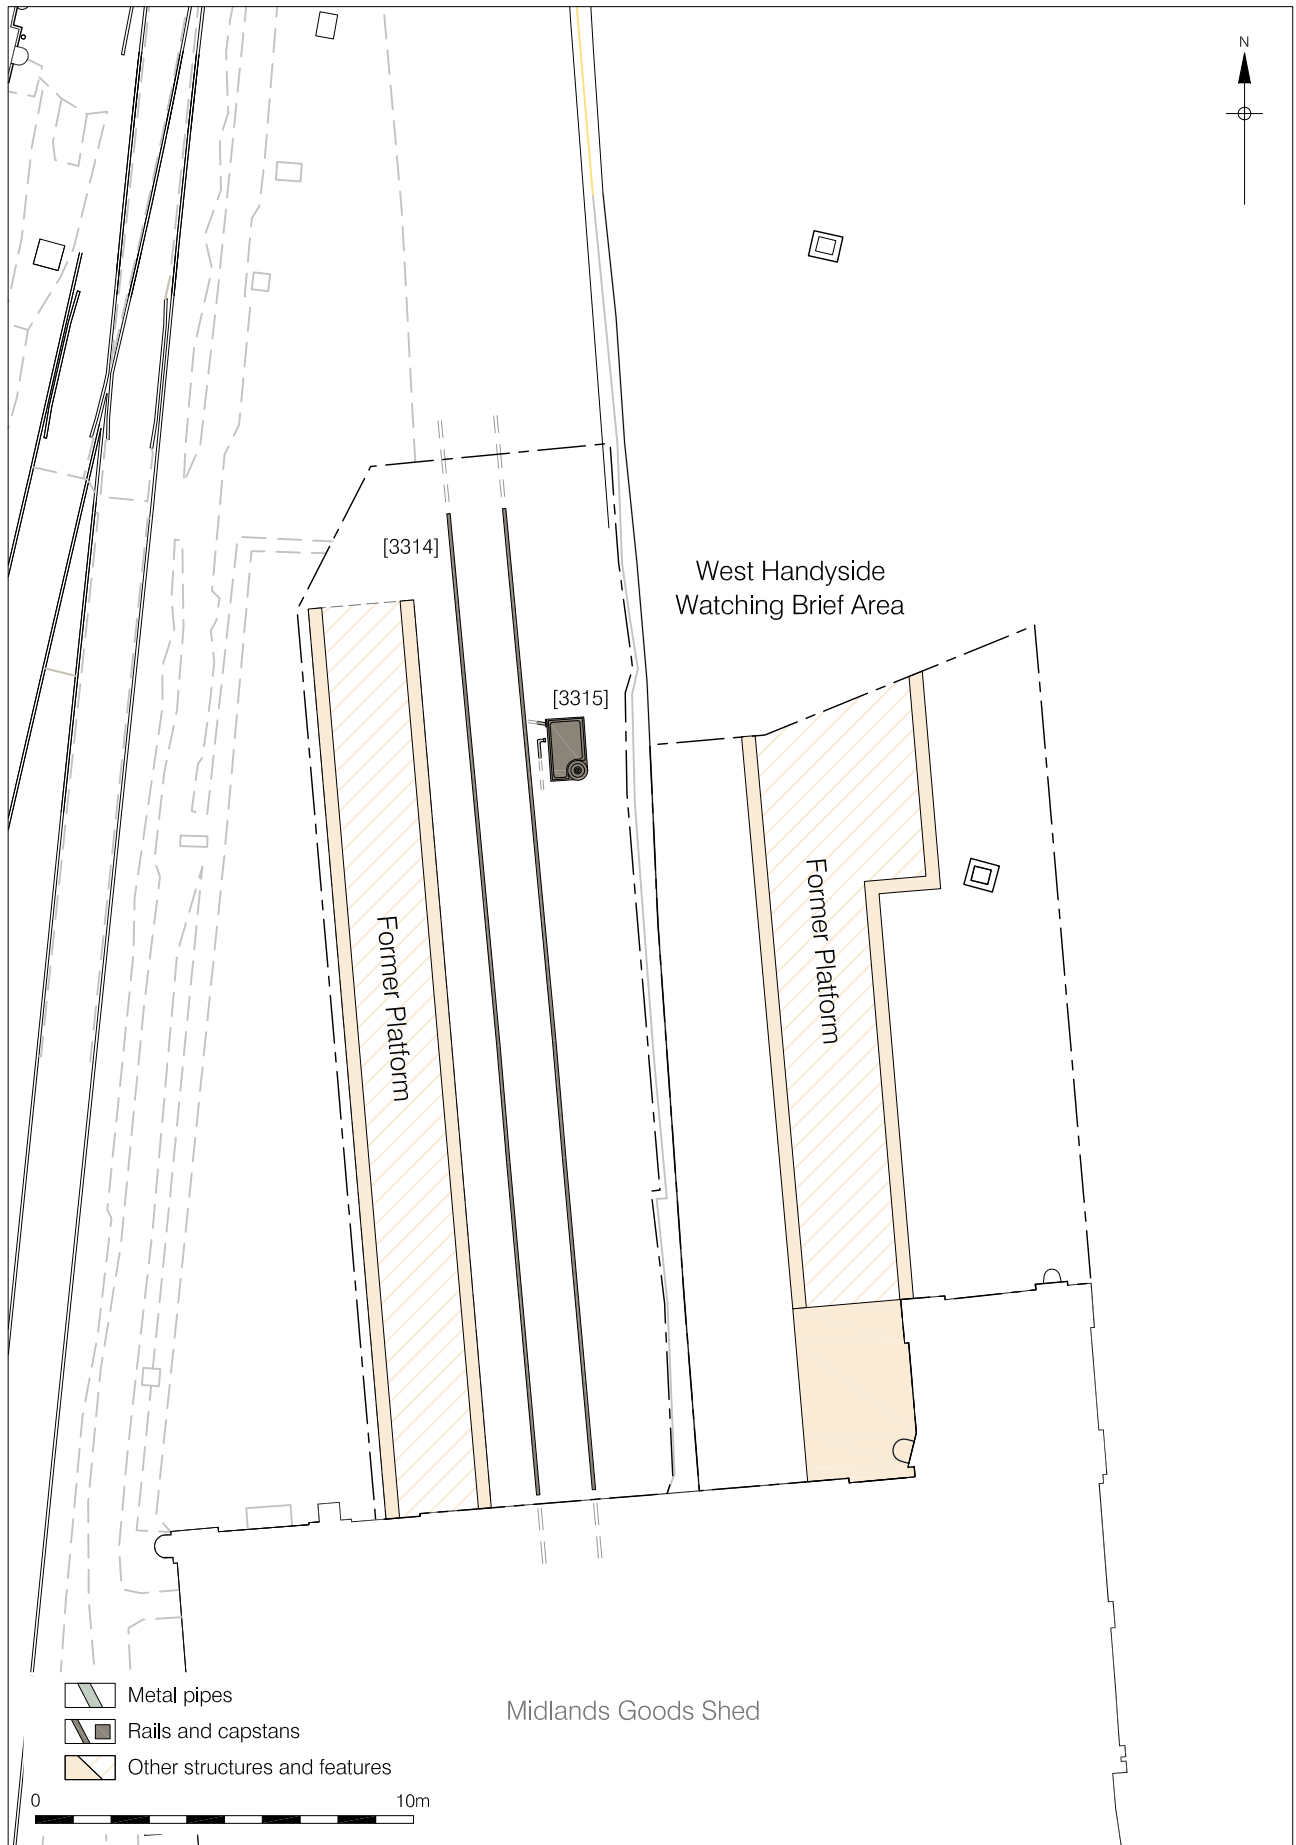 N
[3314]
West Handyside
Watching Brief Area
[3315]
Former Platform
Former Platform
Metal pipes
Rails and capstans
Other structures and features
Midlands Goods Shed
0 10m